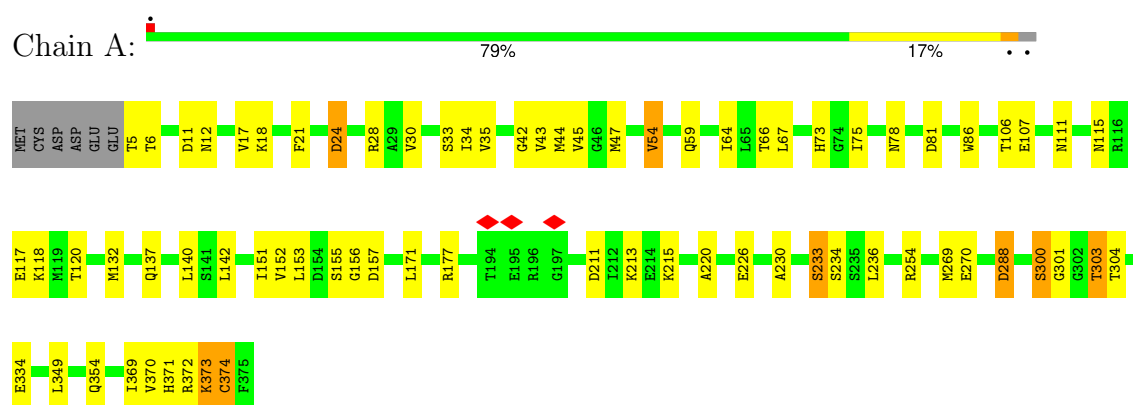 Chain A:
79% 17%
MET CYS ASP ASP GLU GLU T5 T6 D11 N12 V17 K18 F21 D24 R28 A29 V30 S33 I34 V35 G42 V43 M44 V45 G46 M47 V54 Q59 I64 L65 T66 L67 H73 G74 I75 N78 D81 W86 T106 E107 N111 N115 R116
E117 K118 M119 T120 M132 Q137 L140 S141 L142 I151 V152 L153 D154 S155 G156 D157 L171 R177 T194 E195 R196 G197 D211 I212 K213 E214 K215 A220 E226 A230 S233 S234 S235 L236 R254 M269 E270 D288 S300 G301 G302 T303 T304
E334 L349 Q354 I369 V370 H371 R372 K373 C374 F375